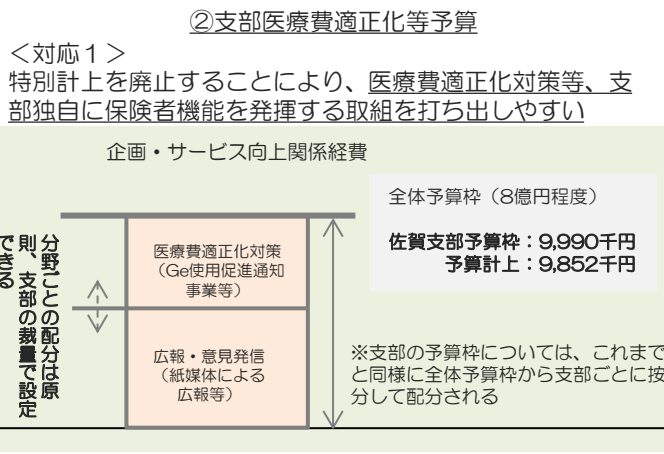 ②支部医療費適正化等予算
＜対応１＞
特別計上を廃止することにより、医療費適正化対策等、支
部独自に保険者機能を発揮する取組を打ち出しやすい
企画・サービス向上関係経費
全体予算枠（8億円程度）
佐賀支部予算枠：9,990千円
予算計上：9,852千円
分野ごとの配分は原
則、支部の裁量で設定
できる
医療費適正化対策
（Ge使用促進通知
事業等）
広報・意見発信
（紙媒体による
広報等）
※支部の予算枠については、これまで
と同様に全体予算枠から支部ごとに按
分して配分される